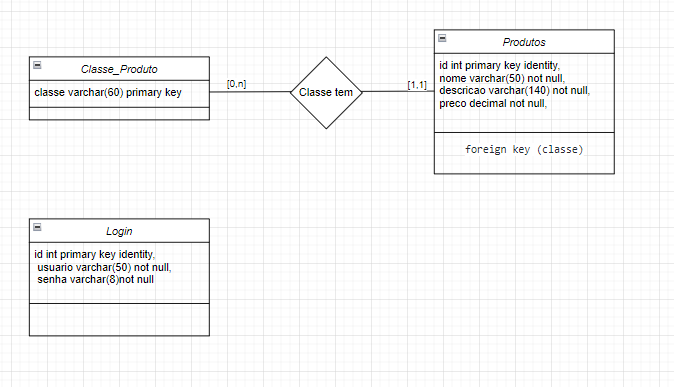 Classe_Produto
classe varchar(60) primary key
[0,n]
Classe tem
[1,1]
Produtos
id int primary key identity,
nome varchar(50) not null,
descricao varchar(140) not null,
preco decimal not null,
foreign key (classe)
Login
id int primary key identity,
usuario varchar(50) not null,
senha varchar(8)not null